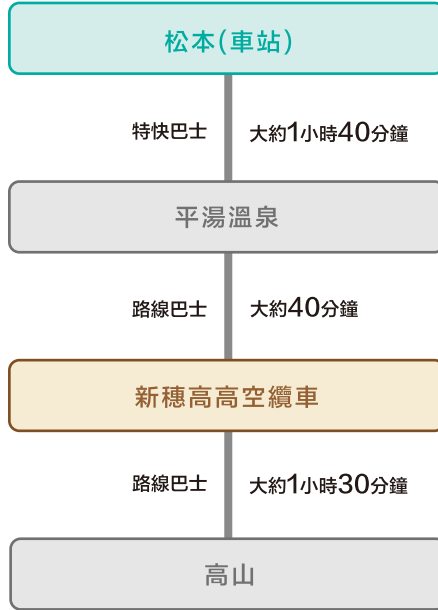 松本(車站)
特快巴士 大約1小時40分鐘
平湯溫泉
路線巴士 大約40分鐘
新穗高高空纜車
路線巴士 大約1小時30分鐘
高山